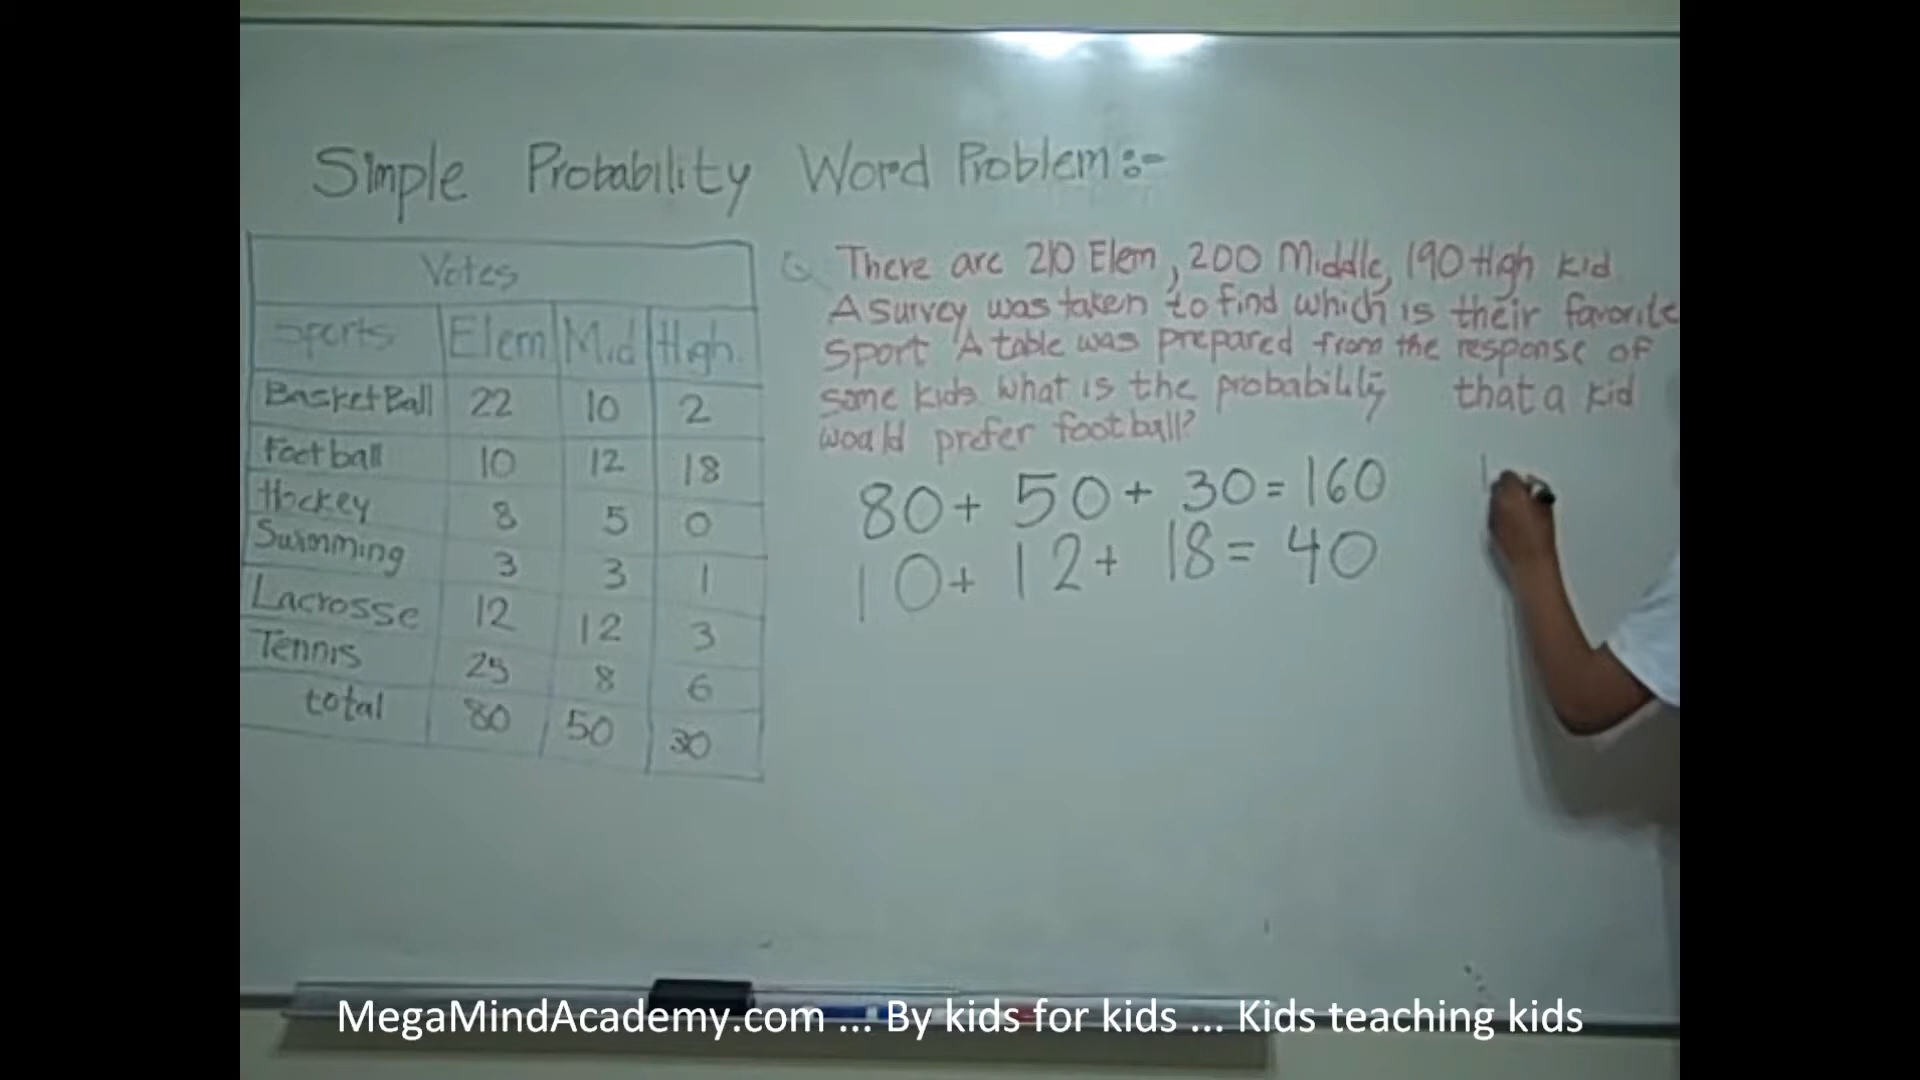 Simple Probability Word Problem:-
Votes
Sports Elem Mid High.
BasketBall 22 10 2
Football 10 12 18
Hockey 8 5 0
Swimming 3 3 1
Lacrosse 12 12 3
Tennis 25 8 6
total 80 50 30
Q There are 210 Elem, 200 Middle, 190 High kid
A survey was taken to find which is their favorite
Sport A table was prepared from the response of
some kids what is the probability that a kid
would prefer football?
80+ 50+ 30=160
10+ 12+ 18= 40
MegaMindAcademy.com ... By kids for kids ... Kids teaching kids